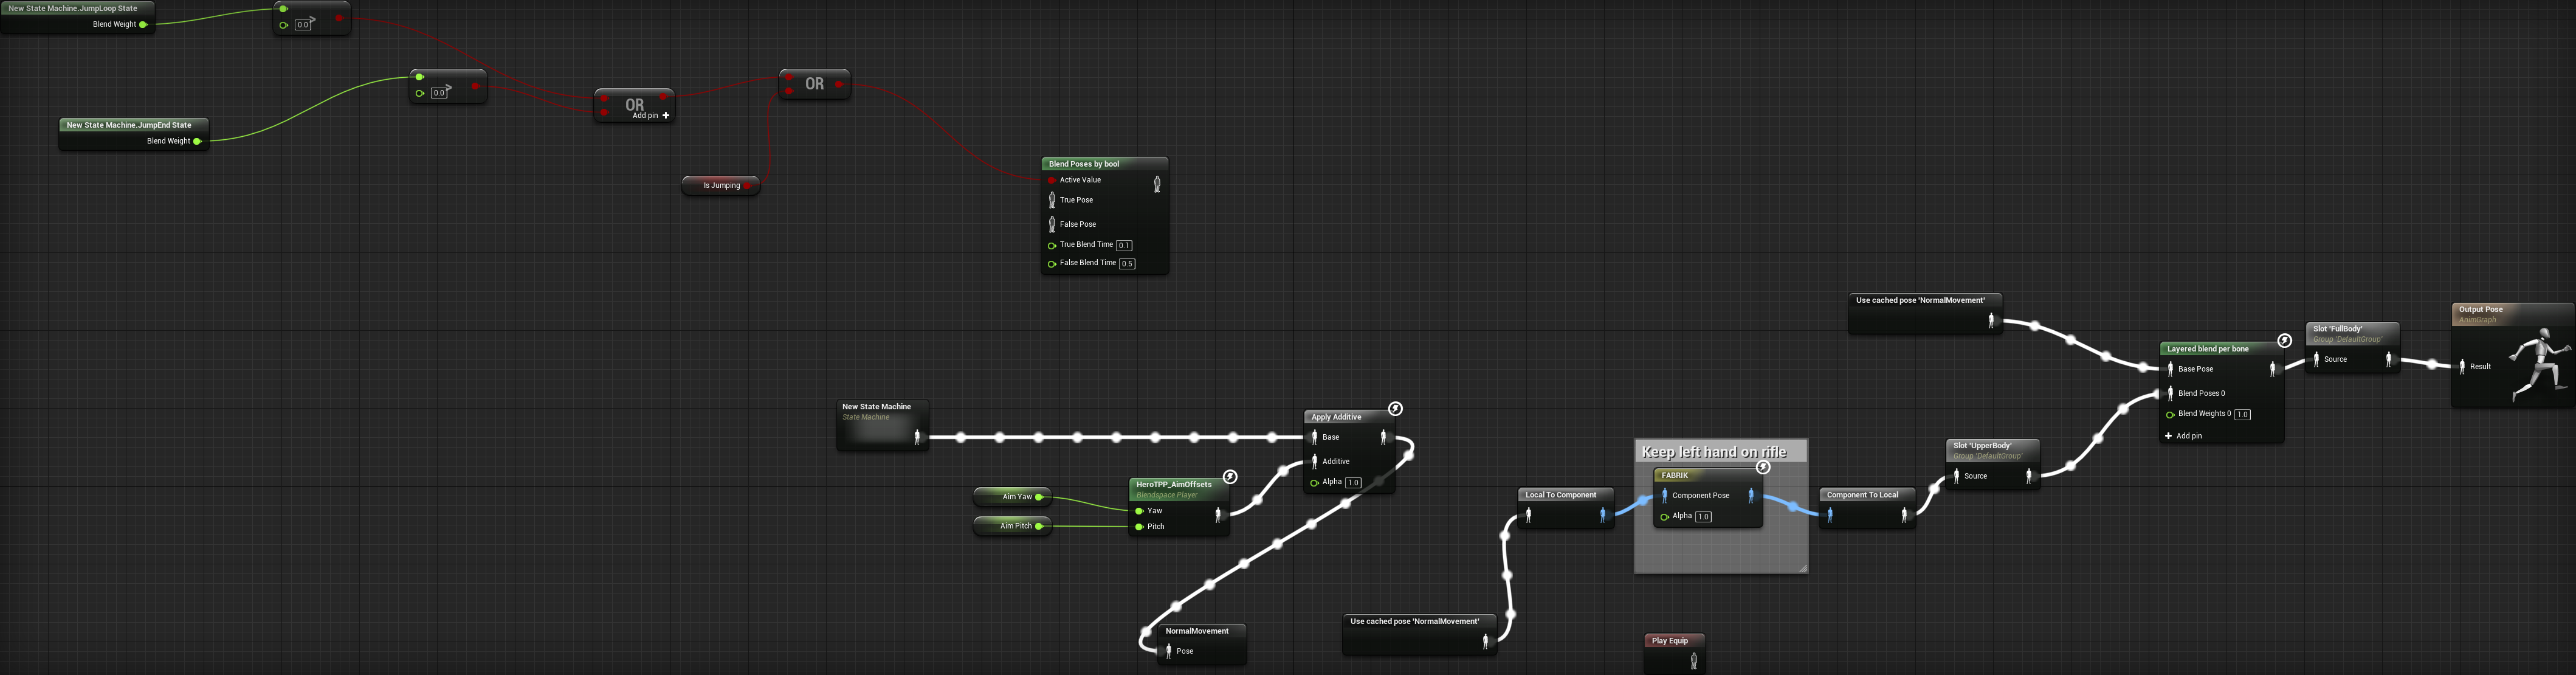 New State Machine.JumpLoop State
Blend Weight
0.0
>
0.0
>
New State Machine.JumpEnd State
Blend Weight
OR
Add pin
OR
Is Jumping
Blend Poses by bool
Active Value
True Pose
False Pose
True Blend Time 0.1
False Blend Time 0.5
New State Machine
State Machine
Aim Yaw
Aim Pitch
HeroTPP_AimOffsets
Blendspace Player
Yaw
Pitch
Apply Additive
Base
Additive
Alpha 1.0
NormalMovement
Pose
Use cached pose 'NormalMovement'
Local To Component
Keep left hand on rifle
FABRIK
Component Pose
Alpha 1.0
Play Equip
Component To Local
Slot 'UpperBody'
Group 'DefaultGroup'
Source
Use cached pose 'NormalMovement'
Layered blend per bone
Base Pose
Blend Poses 0
Blend Weights 0 1.0
Add pin
Slot 'FullBody'
Group 'DefaultGroup'
Source
Output Pose
AnimGraph
Result